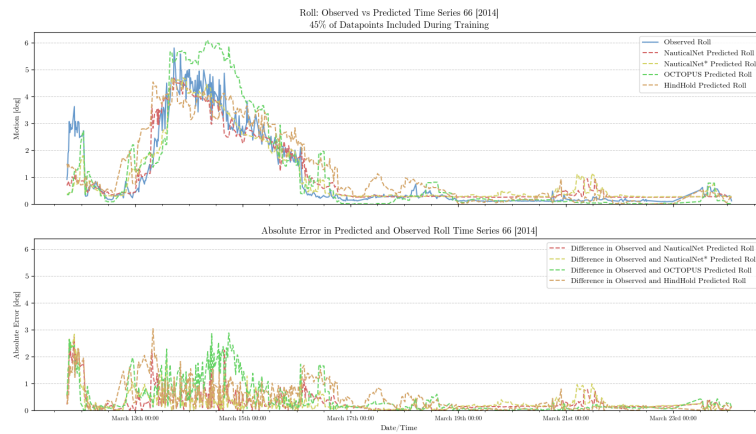 Roll: Observed vs Predicted Time Series 66 [2014]
45% of Datapoints Included During Training
Motion [deg]
6
5
4
3
2
1
0
Observed Roll
NauticalNet Predicted Roll
NauticalNet* Predicted Roll
OCTOPUS Predicted Roll
HindHold Predicted Roll
Absolute Error in Predicted and Observed Roll Time Series 66 [2014]
Absolute Error [deg]
6
5
4
3
2
1
0
Difference in Observed and NauticalNet Predicted Roll
Difference in Observed and NauticalNet* Predicted Roll
Difference in Observed and OCTOPUS Predicted Roll
Difference in Observed and HindHold Predicted Roll
March 13th 00:00
March 15th 00:00
March 17th 00:00
March 19th 00:00
March 21st 00:00
March 23rd 00:00
Date/Time